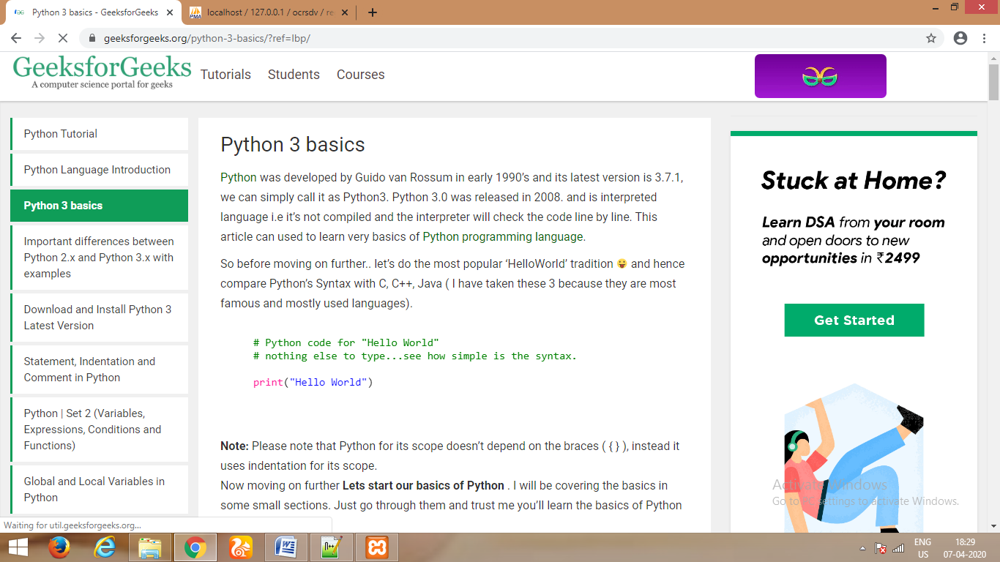 Python 3 basics - GeeksforGeeks
localhost / 127.0.0.1 / ocrsdv / re
geeksforgeeks.org/python-3-basics/?ref=lbp/
GeeksforGeeks
A computer science portal for geeks
Tutorials Students Courses
Python Tutorial
Python Language Introduction
Python 3 basics
Important differences between
Python 2.x and Python 3.x with
examples
Download and Install Python 3
Latest Version
Statement, Indentation and
Comment in Python
Python | Set 2 (Variables,
Expressions, Conditions and
Functions)
Global and Local Variables in
Python
Python 3 basics
Python was developed by Guido van Rossum in early 1990’s and its latest version is 3.7.1,
we can simply call it as Python3. Python 3.0 was released in 2008. and is interpreted
language i.e it’s not compiled and the interpreter will check the code line by line. This
article can used to learn very basics of Python programming language.
So before moving on further.. let’s do the most popular ‘HelloWorld’ tradition 😛 and hence
compare Python’s Syntax with C, C++, Java ( I have taken these 3 because they are most
famous and mostly used languages).
# Python code for "Hello World"
# nothing else to type...see how simple is the syntax.
print("Hello World")
Note: Please note that Python for its scope doesn’t depend on the braces ( { } ), instead it
uses indentation for its scope.
Now moving on further Lets start our basics of Python . I will be covering the basics in
some small sections. Just go through them and trust me you’ll learn the basics of Python
Stuck at Home?
Learn DSA from your room
and open doors to new
opportunities in ₹2499
Get Started
Activate Windows
Go to PC settings to activate Windows.
Waiting for util.geeksforgeeks.org...
ENG
US
18:29
07-04-2020